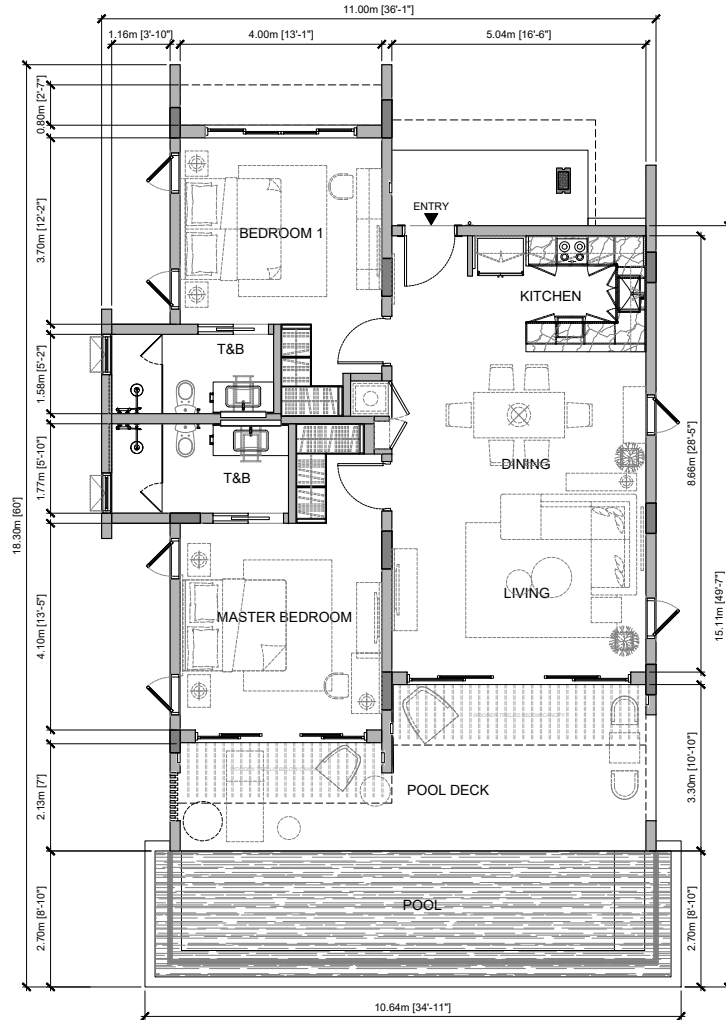 11.00m [36'-1"]
1.16m [3'-10"]
4.00m [13'-1"]
5.04m [16'-6"]
0.80m [2'-7"]
3.70m [12'-2"]
1.58m [5'-2"]
1.77m [5'-10"]
18.30m [60']
4.10m [13'-5"]
2.13m [7']
2.70m [8'-10"]
ENTRY
BEDROOM 1
KITCHEN
T&B
DINING
T&B
LIVING
MASTER BEDROOM
POOL DECK
POOL
8.66m [28'-5"]
15.11m [49'-7"]
3.30m [10'-10"]
2.70m [8'-10"]
10.64m [34'-11"]